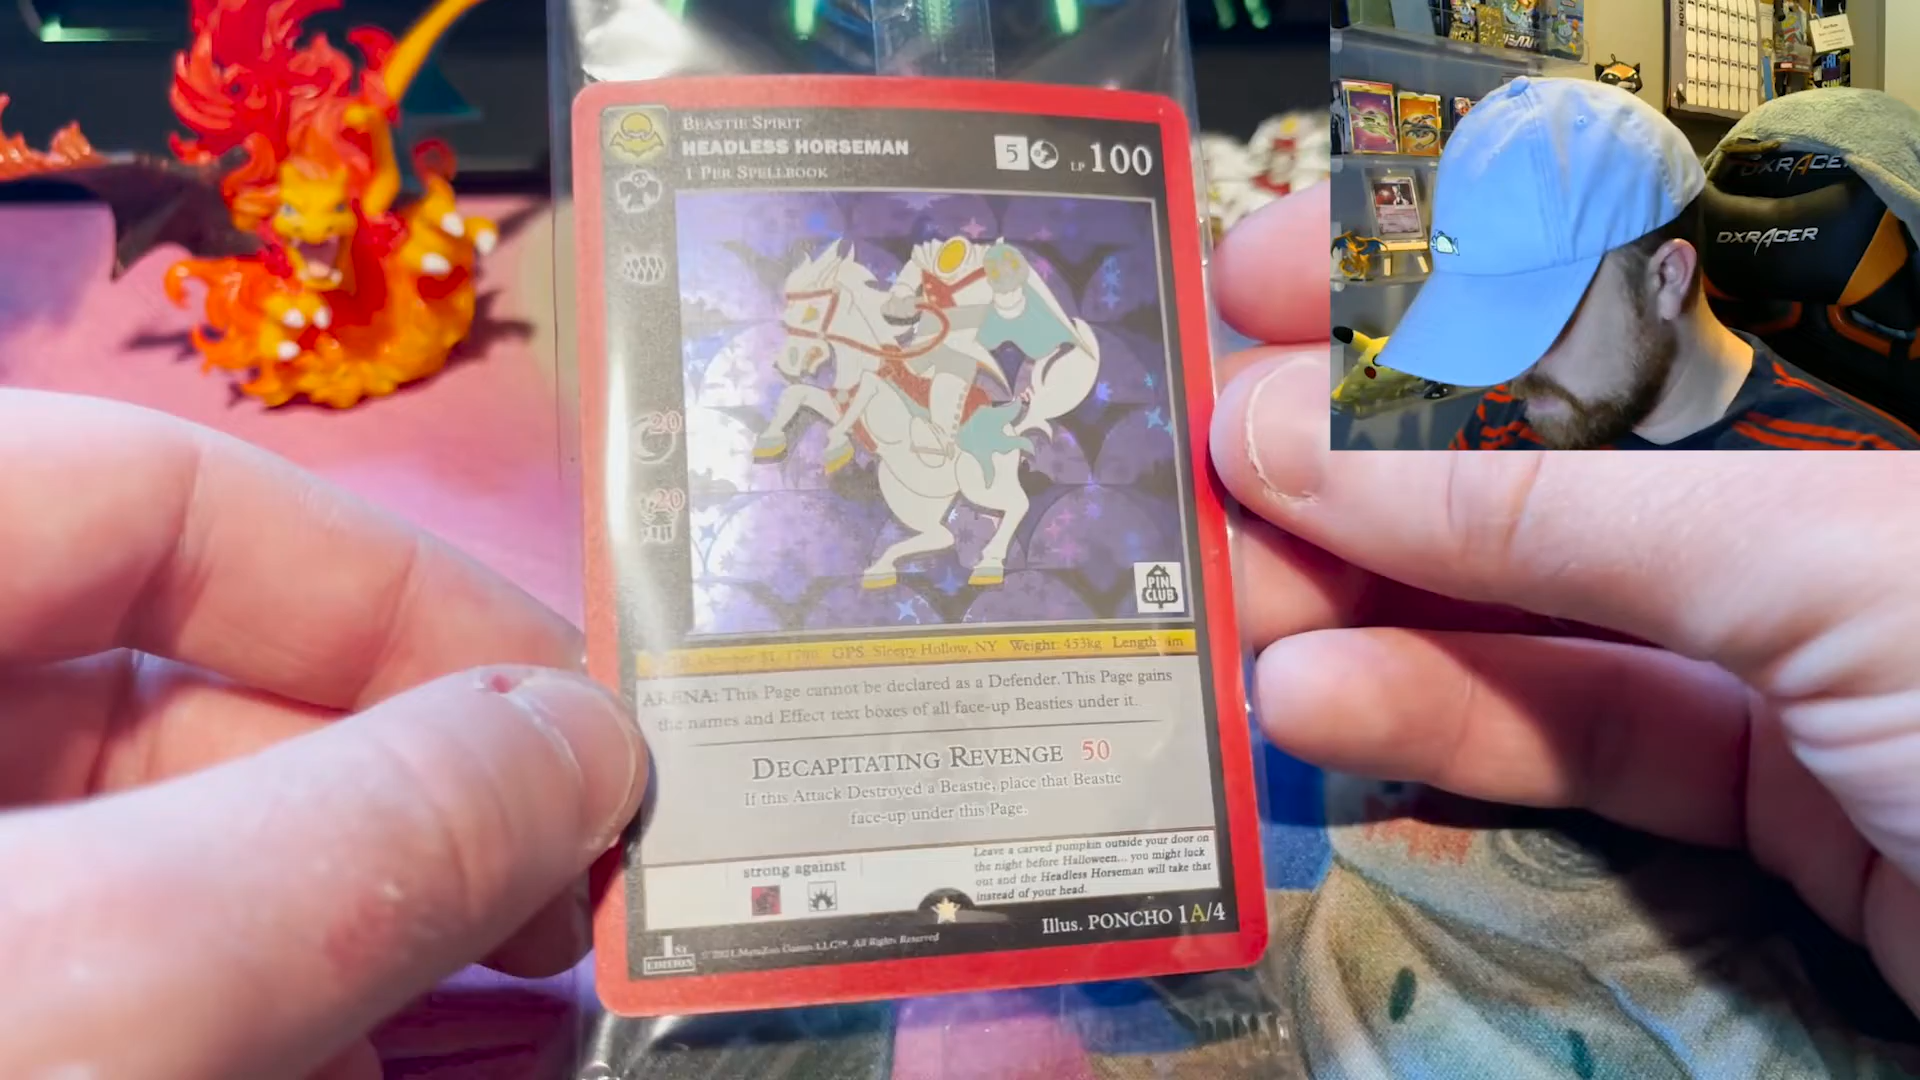 BEASTIE SPIRIT
HEADLESS HORSEMAN
1 PER SPELLBOOK
5
LP 100
20
20
PIN CLUB
October 31, GPS: Sleepy Hollow, NY Weight: 453kg Length: 4m
ARENA: This Page cannot be declared as a Defender. This Page gains
the names and Effect text boxes of all face-up Beasties under it.
DECAPITATING REVENGE 50
If this Attack Destroyed a Beastie, place that Beastie
face-up under this Page.
strong against
Leave a carved pumpkin outside your door on
the night before Halloween... you might luck
out and the Headless Horseman will take that
instead of your head.
Illus. PONCHO 1A/4
1ST EDITION
© 2021 MetaZoo Games LLC™. All Rights Reserved
DXRACER
DXRACER